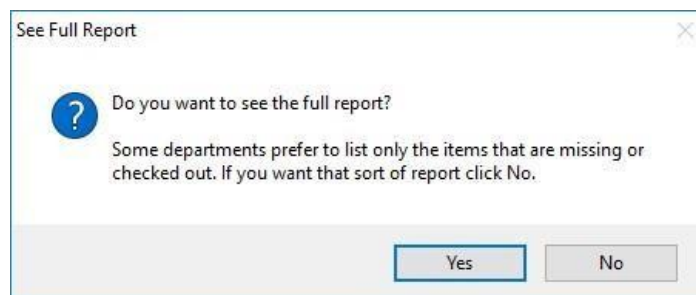 See Full Report
Do you want to see the full report?
Some departments prefer to list only the items that are missing or
checked out. If you want that sort of report click No.
Yes
No